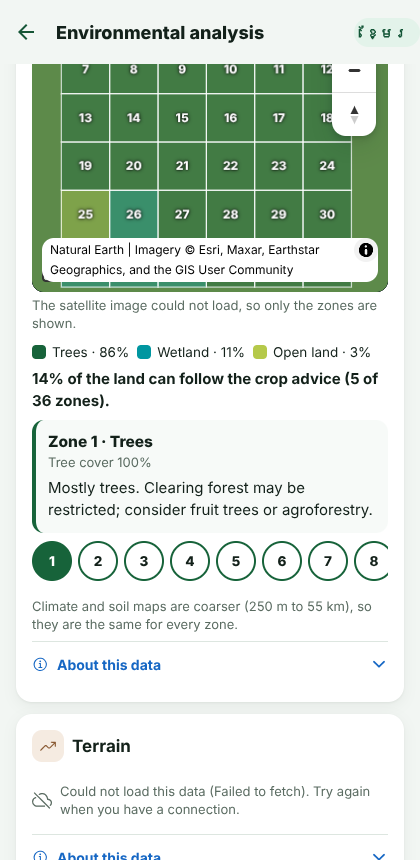 Environmental analysis
ខ្មែរ
7 8 9 10 11 12
13 14 15 16 17 18
19 20 21 22 23 24
25 26 27 28 29 30
Natural Earth | Imagery © Esri, Maxar, Earthstar
Geographics, and the GIS User Community
The satellite image could not load, so only the zones are
shown.
Trees · 86% Wetland · 11% Open land · 3%
14% of the land can follow the crop advice (5 of
36 zones).
Zone 1 · Trees
Tree cover 100%
Mostly trees. Clearing forest may be
restricted; consider fruit trees or agroforestry.
1 2 3 4 5 6 7 8
Climate and soil maps are coarser (250 m to 55 km), so
they are the same for every zone.
About this data
Terrain
Could not load this data (Failed to fetch). Try again
when you have a connection.
About this data